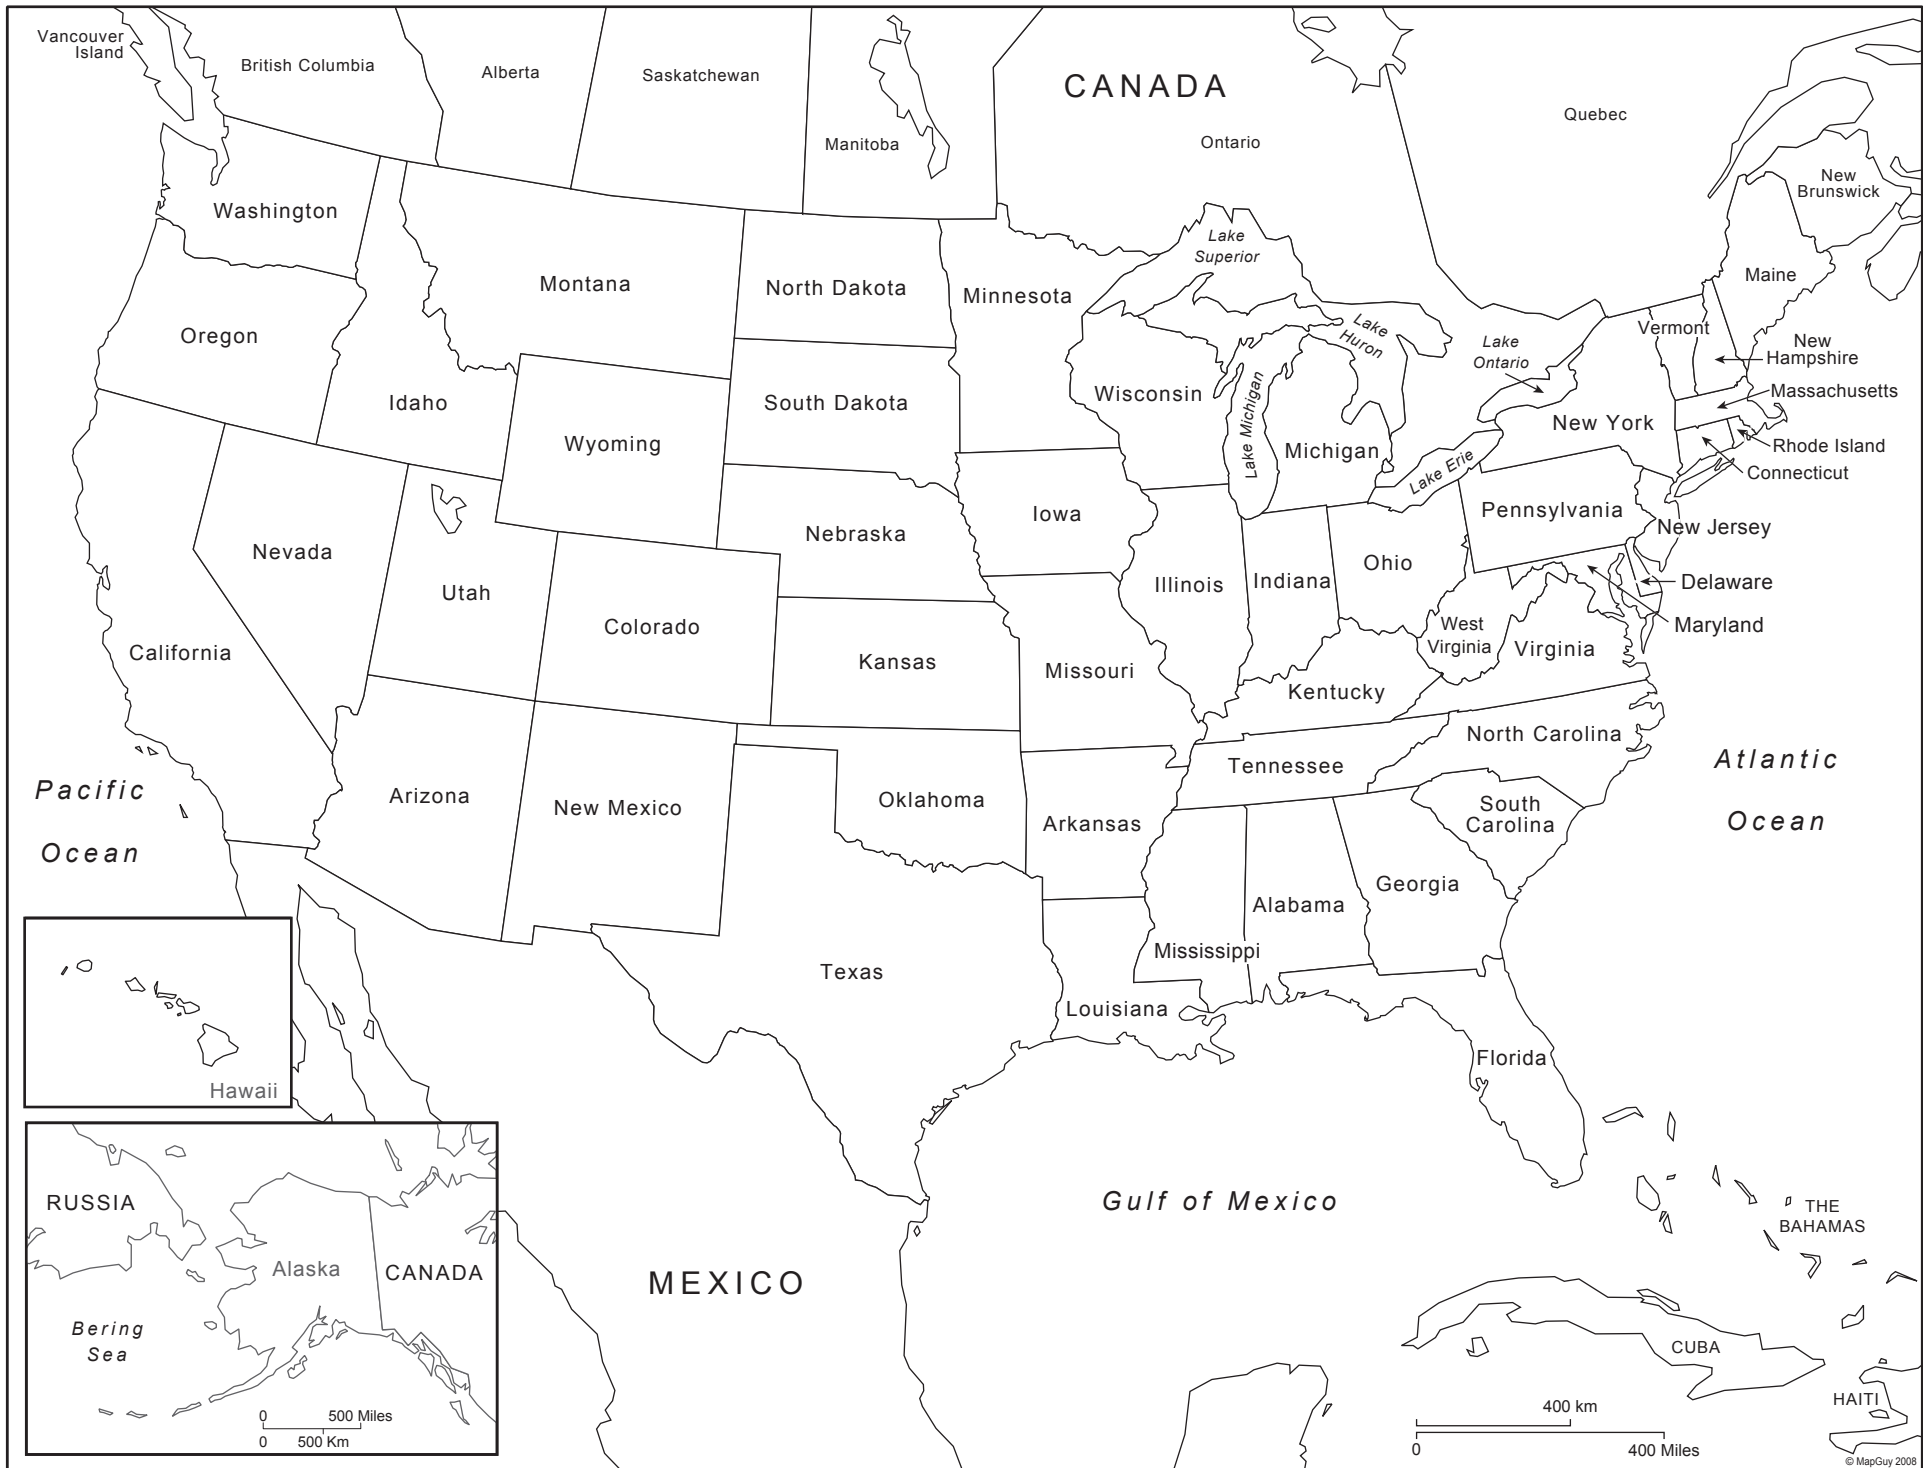 Vancouver
Island
British Columbia
Alberta
Saskatchewan
Manitoba
CANADA
Ontario
Quebec
New
Brunswick
Washington
Montana
North Dakota
Minnesota
Lake
Superior
Maine
Oregon
Idaho
Wyoming
South Dakota
Wisconsin
Lake Michigan
Michigan
Lake
Huron
Lake
Ontario
Lake Erie
New York
Vermont
New
Hampshire
Massachusetts
Rhode Island
Connecticut
Nevada
Utah
Colorado
Nebraska
Iowa
Illinois
Indiana
Ohio
Pennsylvania
New Jersey
Delaware
Maryland
California
Kansas
Missouri
Kentucky
West
Virginia
Virginia
Pacific
Ocean
Arizona
New Mexico
Oklahoma
Arkansas
Tennessee
North Carolina
South
Carolina
Atlantic
Ocean
Texas
Louisiana
Mississippi
Alabama
Georgia
Florida
Hawaii
RUSSIA
Alaska
CANADA
Bering
Sea
0 500 Miles
0 500 Km
MEXICO
Gulf of Mexico
THE
BAHAMAS
CUBA
HAITI
400 km
0 400 Miles
© MapGuy 2008